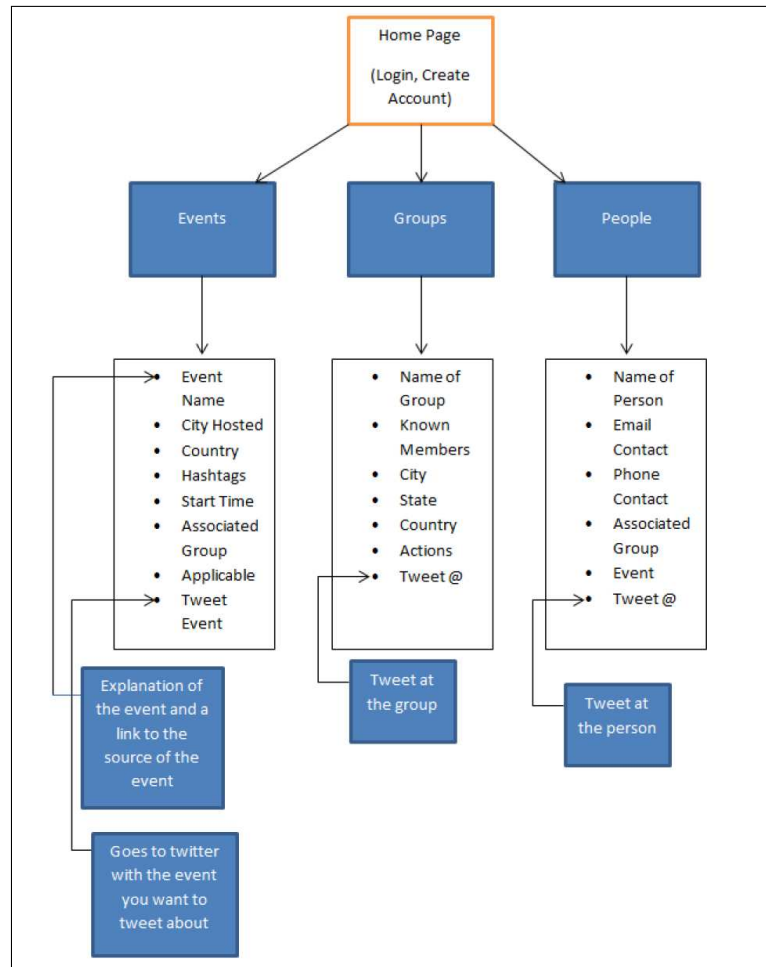 Home Page
(Login, Create
Account)
Events
Groups
People
• Event
Name
• City Hosted
• Country
• Hashtags
• Start Time
• Associated
Group
• Applicable
• Tweet
Event
• Name of
Group
• Known
Members
• City
• State
• Country
• Actions
• Tweet @
• Name of
Person
• Email
Contact
• Phone
Contact
• Associated
Group
• Event
• Tweet @
Explanation of
the event and a
link to the
source of the
event
Tweet at
the group
Tweet at
the person
Goes to twitter
with the event
you want to
tweet about